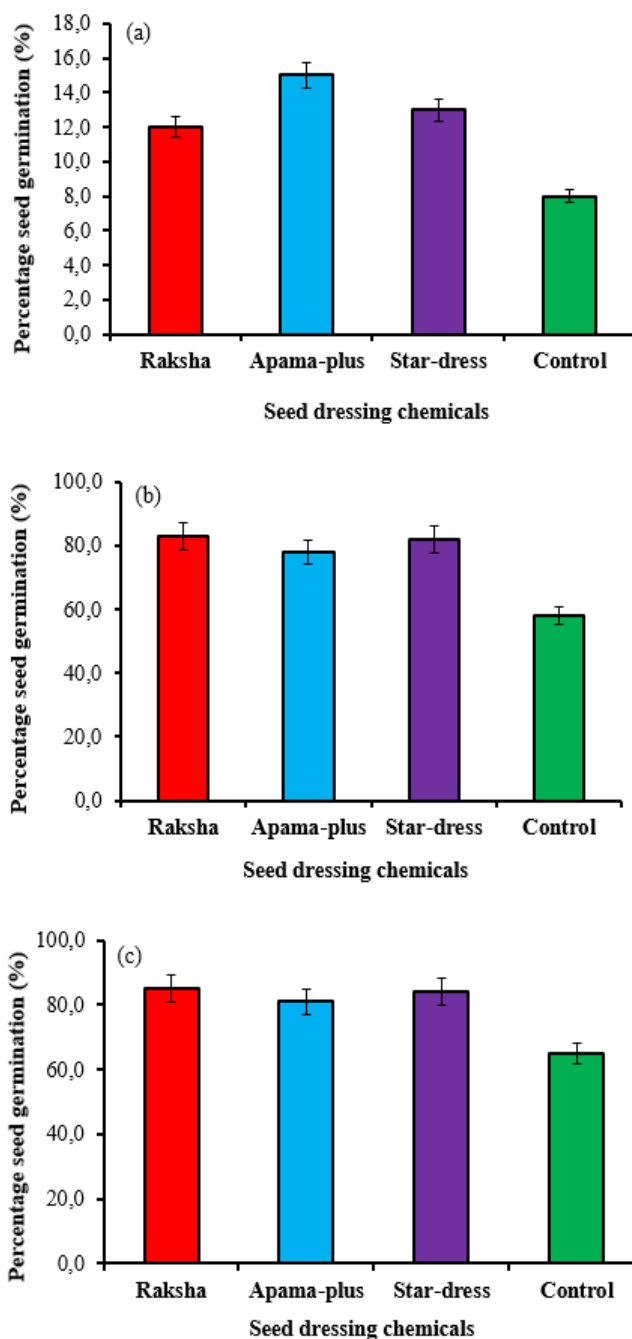 (a)
Percentage seed germination (%)
18,0
16,0
14,0
12,0
10,0
8,0
6,0
4,0
2,0
0,0
Raksha Apama-plus Star-dress Control
Seed dressing chemicals
(b)
Percentage seed germination (%)
100,0
80,0
60,0
40,0
20,0
0,0
Raksha Apama-plus Star-dress Control
Seed dressing chemicals
(c)
Percentage seed germination (%)
100,0
80,0
60,0
40,0
20,0
0,0
Raksha Apama-plus Star-dress Control
Seed dressing chemicals